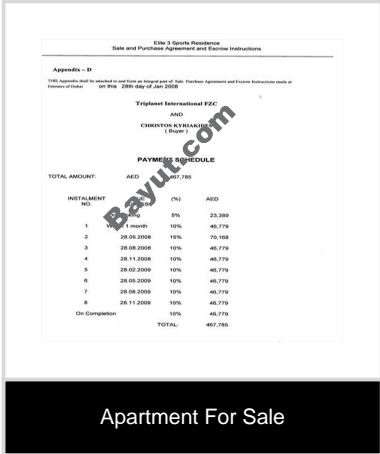 Elite 3 Sports Residence
Sale and Purchase Agreement and Escrow Instructions
Appendix – D
THIS Appendix shall be attached to and form an Integral part of Sale Purchase Agreement and Escrow Instructions made at
Emirates of Dubai on this 28th day of Jan 2008
Triplanet International FZC
AND
CHRISTOS KYRIAKIDES
( Buyer )
PAYMENT SCHEDULE
TOTAL AMOUNT: AED 467,785
INSTALMENT NO. (%) AED
5% 23,389
1 1 month 10% 46,779
2 28.05.2008 15% 70,168
3 28.08.2008 10% 46,779
4 28.11.2008 10% 46,779
5 28.02.2009 10% 46,779
6 28.05.2009 10% 46,779
7 28.08.2009 10% 46,779
8 28.11.2009 10% 46,779
On Completion 10% 46,779
TOTAL: 467,785
Bayut.com
Apartment For Sale